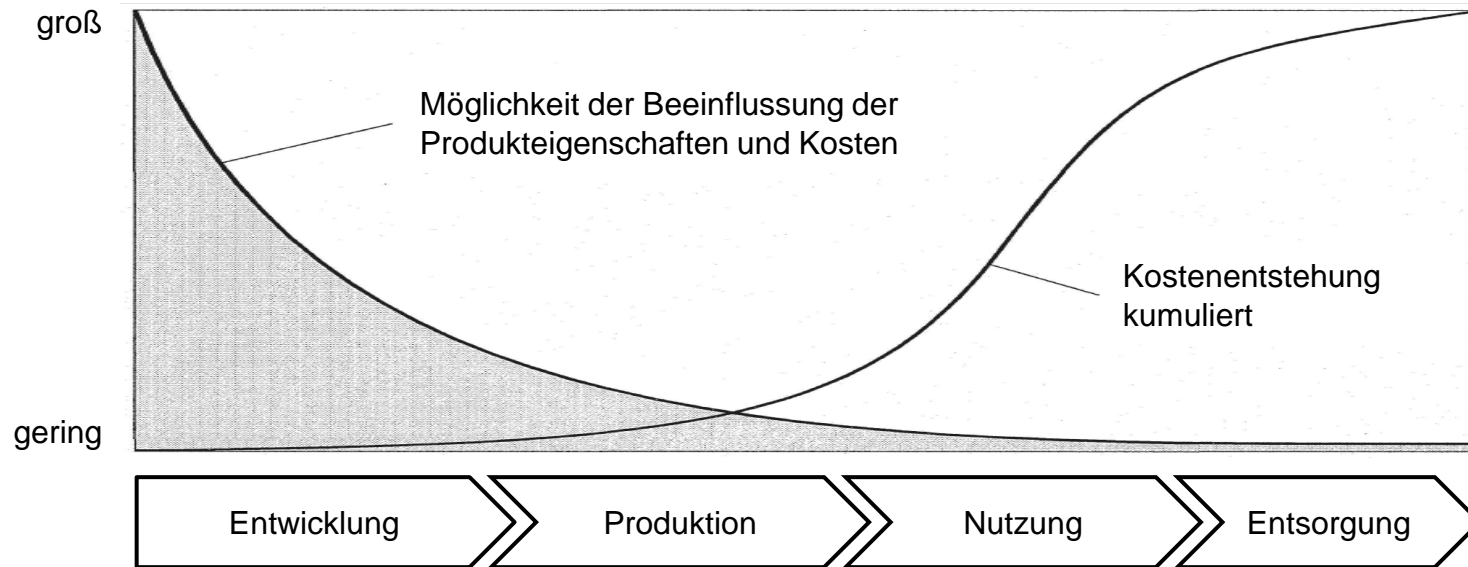 groß
Möglichkeit der Beeinflussung der
Produkteigenschaften und Kosten
Kostenentstehung
kumuliert
gering
Entwicklung
Produktion
Nutzung
Entsorgung